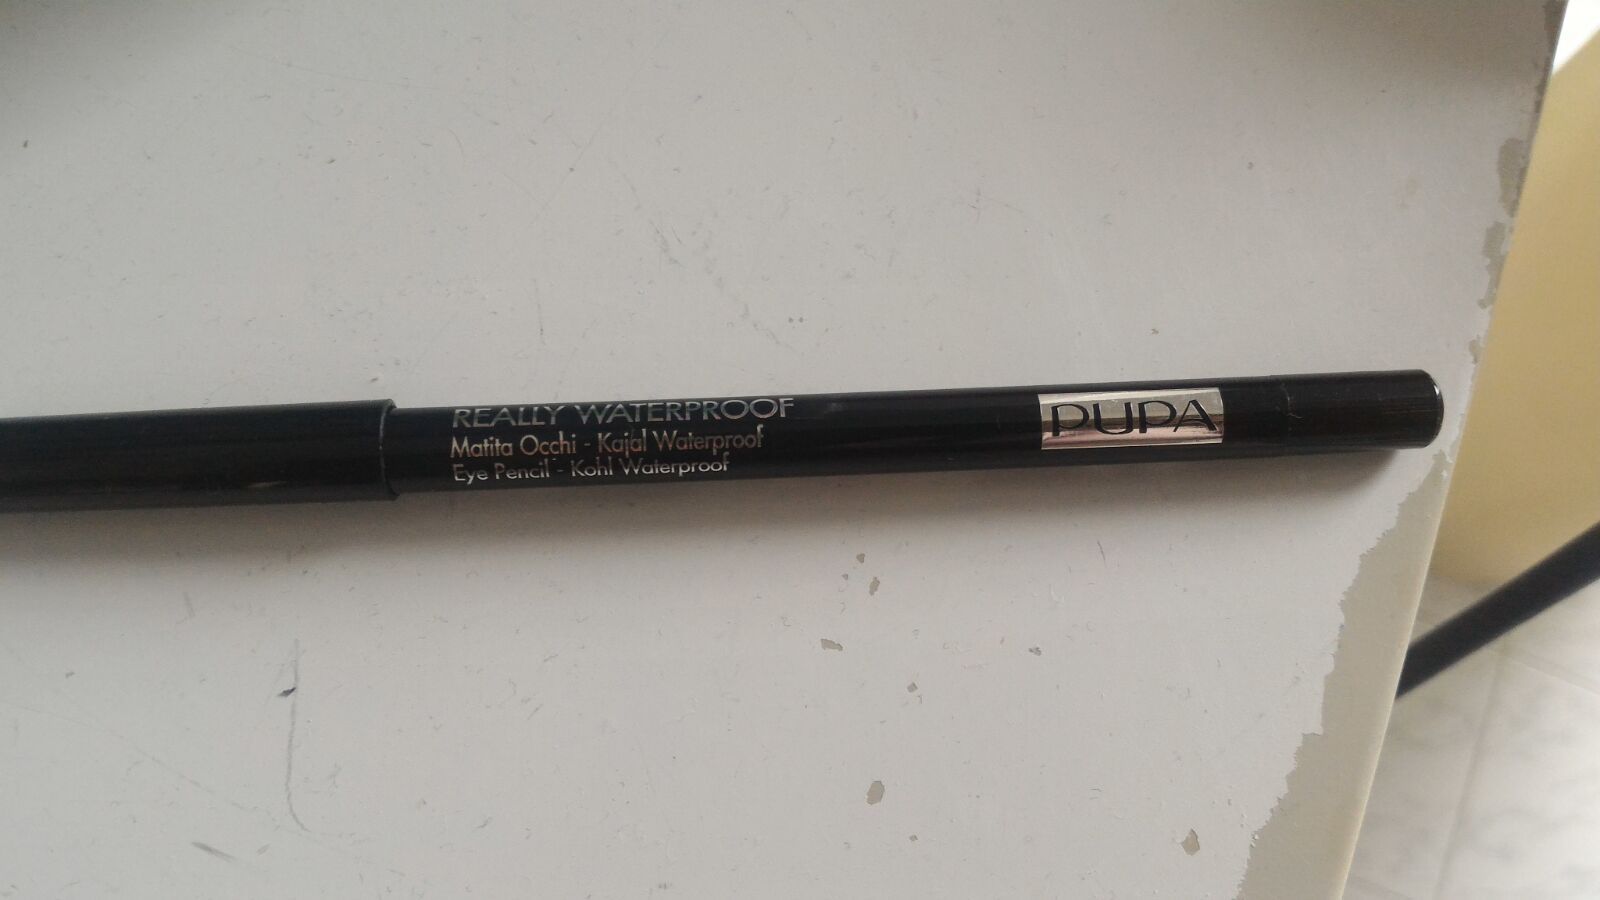 REALLY WATERPROOF
Matita Occhi - Kajal Waterproof
Eye Pencil - Kohl Waterproof
PUPA